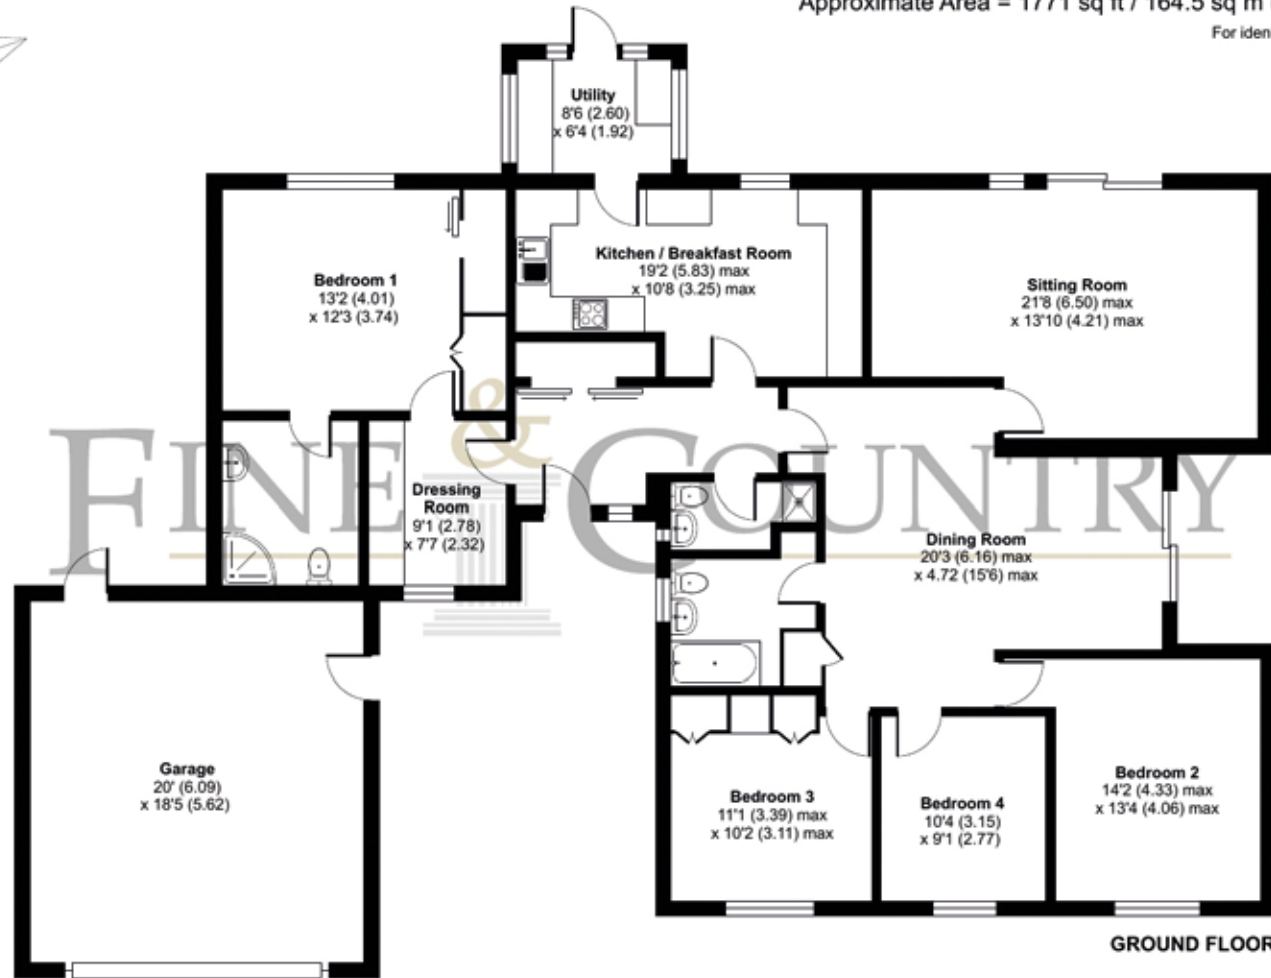 Approximate Area = 1771 sq ft / 164.5 sq m
For iden
Utility
8'6 (2.60)
x 6'4 (1.92)
Bedroom 1
13'2 (4.01)
x 12'3 (3.74)
Kitchen / Breakfast Room
19'2 (5.83) max
x 10'8 (3.25) max
Sitting Room
21'8 (6.50) max
x 13'10 (4.21) max
FINE & COUNTRY
Dressing
Room
9'1 (2.78)
x 7'7 (2.32)
Dining Room
20'3 (6.16) max
x 4.72 (15'6) max
Garage
20' (6.09)
x 18'5 (5.62)
Bedroom 3
11'1 (3.39) max
x 10'2 (3.11) max
Bedroom 4
10'4 (3.15)
x 9'1 (2.77)
Bedroom 2
14'2 (4.33) max
x 13'4 (4.06) max
GROUND FLOOR